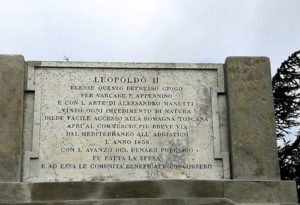 LEOPOLDO II
ELESSE QUESTO DEPRESSO GIOGO
PER VARCARE L'APPENNINO
E CON L'ARTE DI ALESSANDRO MANETTI
VINTO OGNI IMPEDIMENTO DI NATURA
DIEDE FACILE ACCESSO ALLA ROMAGNA TOSCANA
APRÌ AL COMMERCIO PIÙ BREVE VIA
DAL MEDITERRANEO ALL'ADRIATICO
L'ANNO 1836.
CON L'AVANZO DEL DENARO PUBBLICO
FU FATTA LA SPESA
E AD ESSA LE COMUNITÀ BENEFICATE CONCORSERO